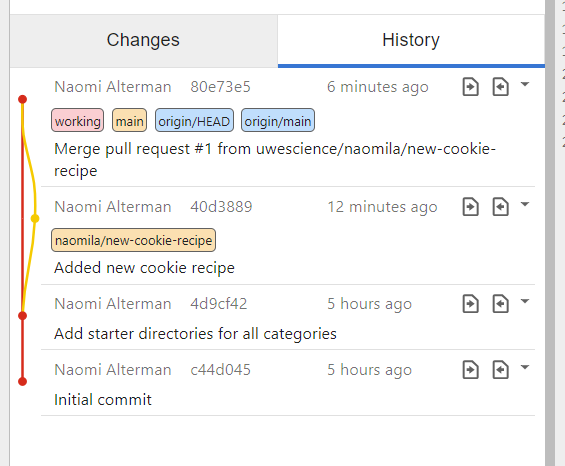 Changes History
Naomi Alterman 80e73e5 6 minutes ago
working main origin/HEAD origin/main
Merge pull request #1 from uwescience/naomila/new-cookie-
recipe
Naomi Alterman 40d3889 12 minutes ago
naomila/new-cookie-recipe
Added new cookie recipe
Naomi Alterman 4d9cf42 5 hours ago
Add starter directories for all categories
Naomi Alterman c44d045 5 hours ago
Initial commit